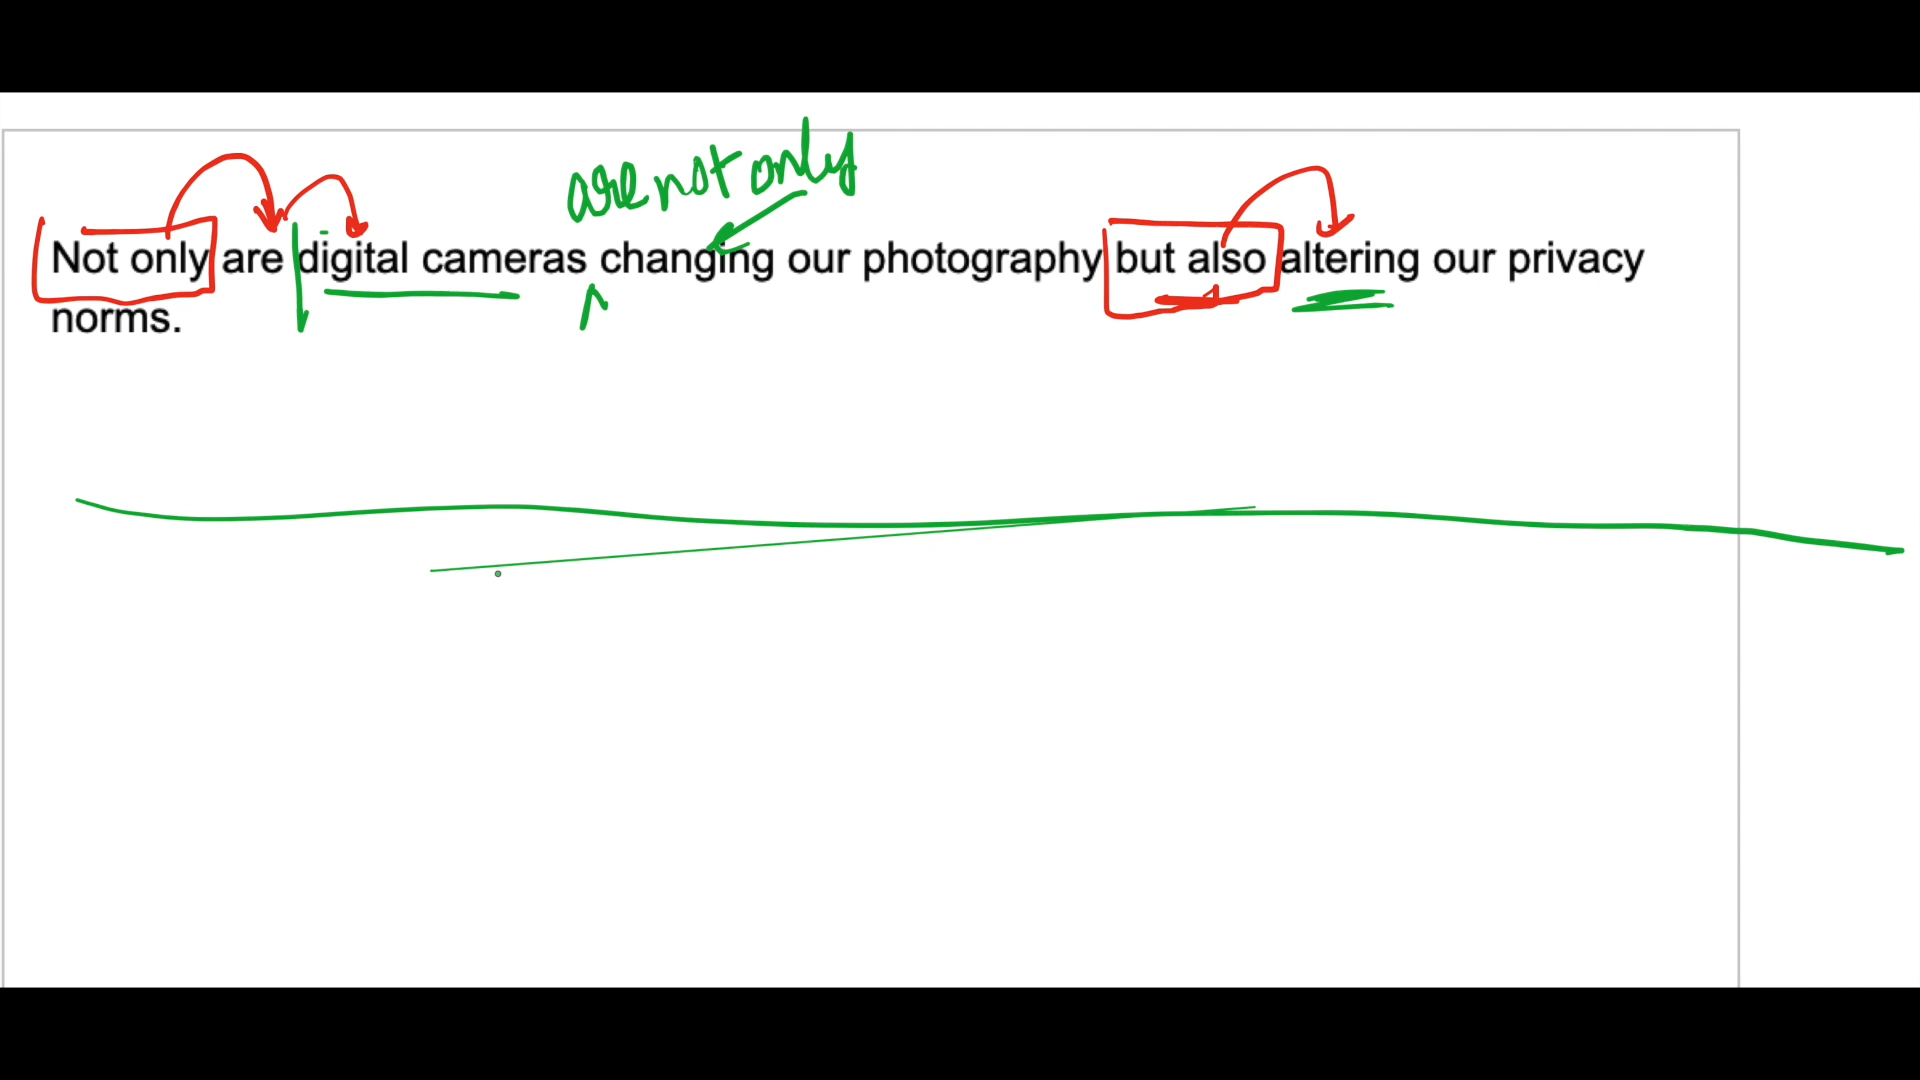 are not only
Not only are digital cameras changing our photography but also altering our privacy
norms.